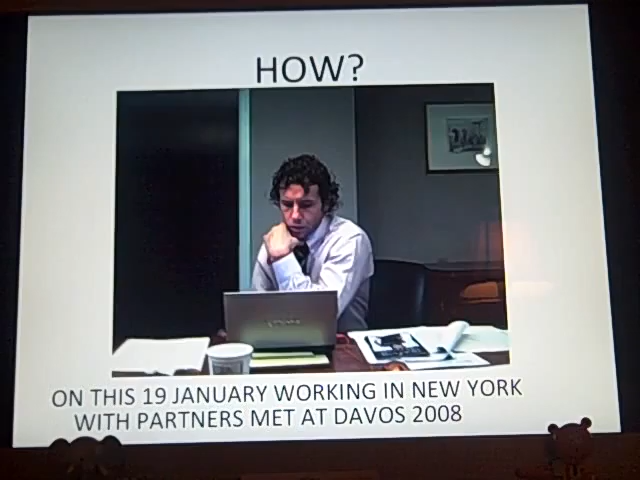 HOW?
ON THIS 19 JANUARY WORKING IN NEW YORK
WITH PARTNERS MET AT DAVOS 2008